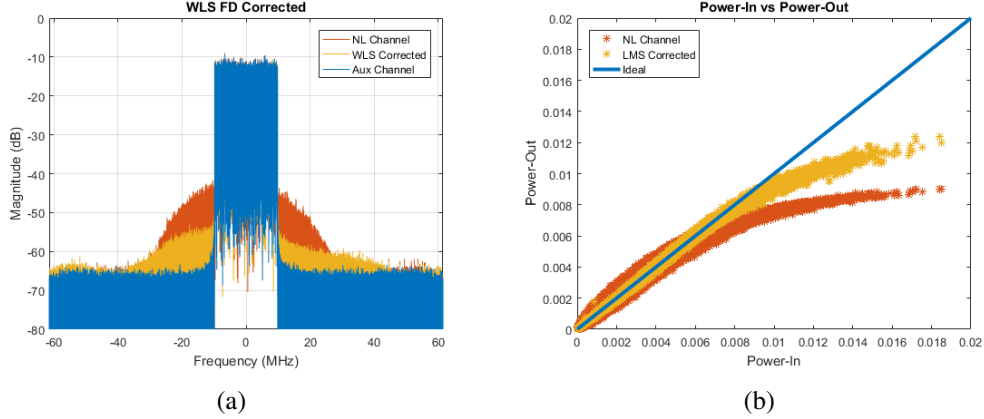 WLS FD Corrected
0
-10
-20
-30
-40
-50
-60
-70
-80
Magnitude (dB)
-60
-40
-20
0
20
40
60
Frequency (MHz)
NL Channel
WLS Corrected
Aux Channel
(a)
Power-In vs Power-Out
0.02
0.018
0.016
0.014
0.012
0.01
0.008
0.006
0.004
0.002
0
Power-Out
0
0.002
0.004
0.006
0.008
0.01
0.012
0.014
0.016
0.018
0.02
Power-In
NL Channel
LMS Corrected
Ideal
(b)